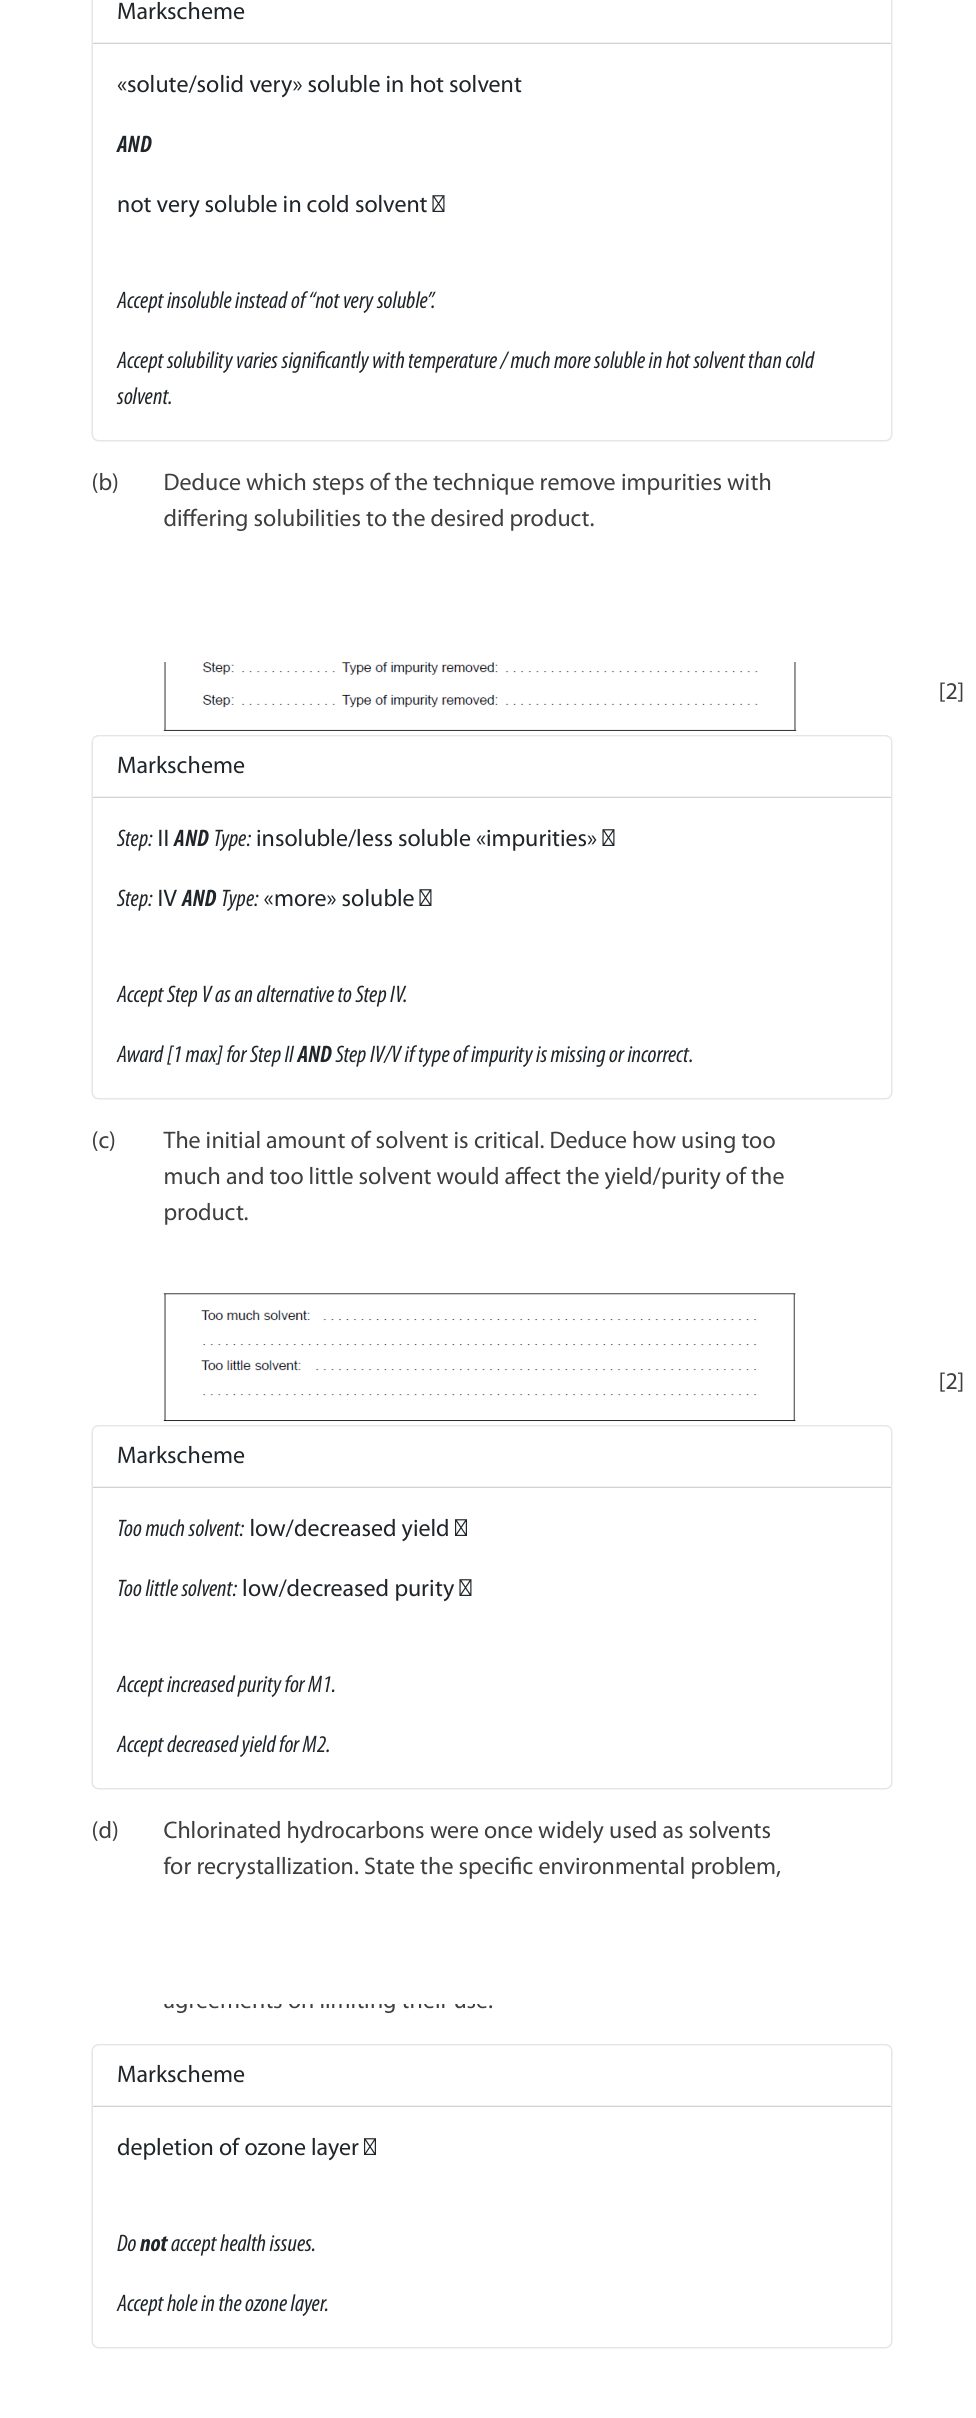 Markscheme
«solute/solid very» soluble in hot solvent
AND
not very soluble in cold solvent
Accept insoluble instead of “not very soluble”.
Accept solubility varies significantly with temperature / much more soluble in hot solvent than cold
solvent.
(b) Deduce which steps of the technique remove impurities with
differing solubilities to the desired product.
Step: ............. Type of impurity removed: ..................................
Step: ............. Type of impurity removed: ..................................
[2]
Markscheme
Step: II AND Type: insoluble/less soluble «impurities»
Step: IV AND Type: «more» soluble
Accept Step V as an alternative to Step IV.
Award [1 max] for Step II AND Step IV/V if type of impurity is missing or incorrect.
(c) The initial amount of solvent is critical. Deduce how using too
much and too little solvent would affect the yield/purity of the
product.
Too much solvent: ..........................................................
Too little solvent: ...........................................................
[2]
Markscheme
Too much solvent: low/decreased yield
Too little solvent: low/decreased purity
Accept increased purity for M1.
Accept decreased yield for M2.
(d) Chlorinated hydrocarbons were once widely used as solvents
for recrystallization. State the specific environmental problem,
agreements on limiting their use.
Markscheme
depletion of ozone layer
Do not accept health issues.
Accept hole in the ozone layer.